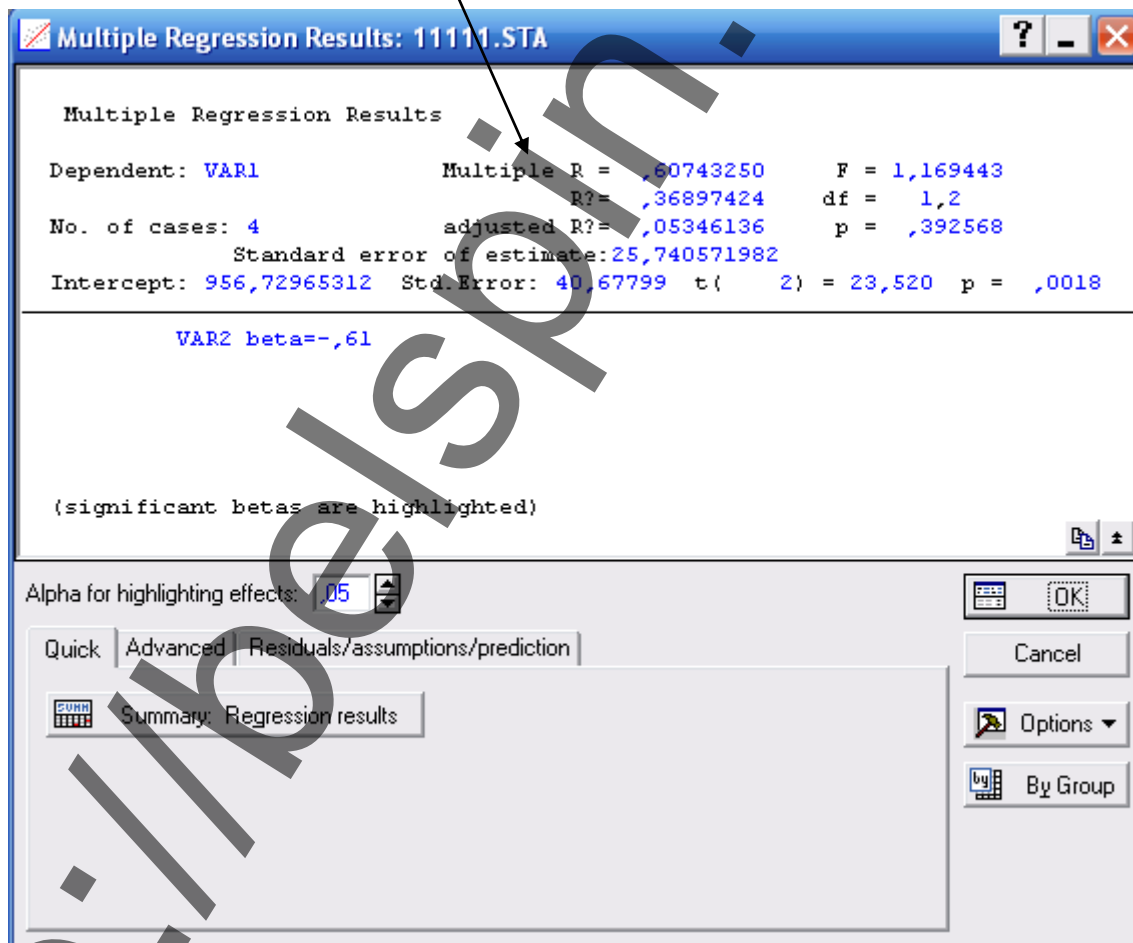 Multiple Regression Results: 11111.STA
Multiple Regression Results
Dependent: VAR1 Multiple R = ,60743250 F = 1,169443
R?= ,36897424 df = 1,2
No. of cases: 4 adjusted R?= ,05346136 p = ,392568
Standard error of estimate:25,740571982
Intercept: 956,72965312 Std.Error: 40,67799 t( 2) = 23,520 p = ,0018
VAR2 beta=-,61
(significant betas are highlighted)
Alpha for highlighting effects: ,05
OK
Quick Advanced Residuals/assumptions/prediction
Cancel
SUMM Summary: Regression results
Options
by By Group
://belspin.